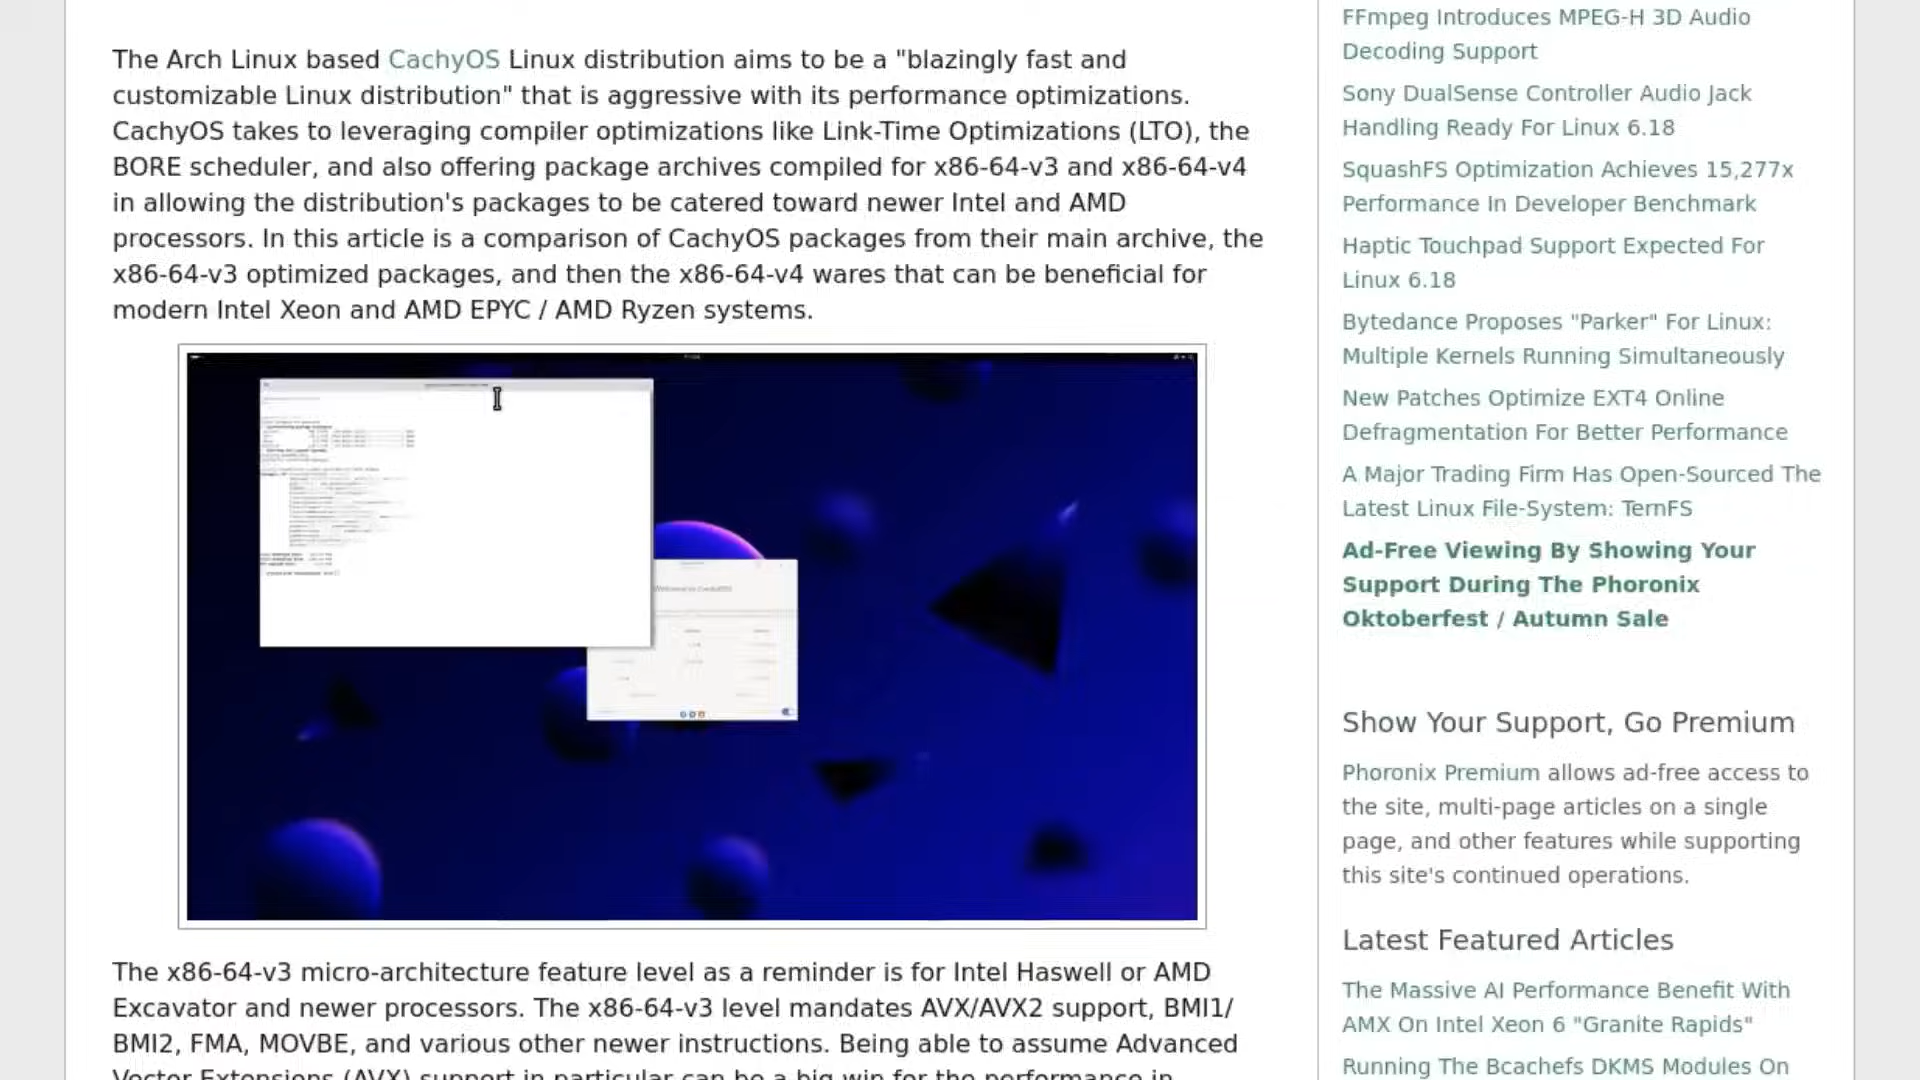 The Arch Linux based CachyOS Linux distribution aims to be a "blazingly fast and
customizable Linux distribution" that is aggressive with its performance optimizations.
CachyOS takes to leveraging compiler optimizations like Link-Time Optimizations (LTO), the
BORE scheduler, and also offering package archives compiled for x86-64-v3 and x86-64-v4
in allowing the distribution's packages to be catered toward newer Intel and AMD
processors. In this article is a comparison of CachyOS packages from their main archive, the
x86-64-v3 optimized packages, and then the x86-64-v4 wares that can be beneficial for
modern Intel Xeon and AMD EPYC / AMD Ryzen systems.
Welcome to CachyOS
The x86-64-v3 micro-architecture feature level as a reminder is for Intel Haswell or AMD
Excavator and newer processors. The x86-64-v3 level mandates AVX/AVX2 support, BMI1/
BMI2, FMA, MOVBE, and various other newer instructions. Being able to assume Advanced
Vector Extensions (AVX) support in particular can be a big win for the performance in
FFmpeg Introduces MPEG-H 3D Audio
Decoding Support
Sony DualSense Controller Audio Jack
Handling Ready For Linux 6.18
SquashFS Optimization Achieves 15,277x
Performance In Developer Benchmark
Haptic Touchpad Support Expected For
Linux 6.18
Bytedance Proposes "Parker" For Linux:
Multiple Kernels Running Simultaneously
New Patches Optimize EXT4 Online
Defragmentation For Better Performance
A Major Trading Firm Has Open-Sourced The
Latest Linux File-System: TernFS
Ad-Free Viewing By Showing Your
Support During The Phoronix
Oktoberfest / Autumn Sale
Show Your Support, Go Premium
Phoronix Premium allows ad-free access to
the site, multi-page articles on a single
page, and other features while supporting
this site's continued operations.
Latest Featured Articles
The Massive AI Performance Benefit With
AMX On Intel Xeon 6 "Granite Rapids"
Running The Bcachefs DKMS Modules On